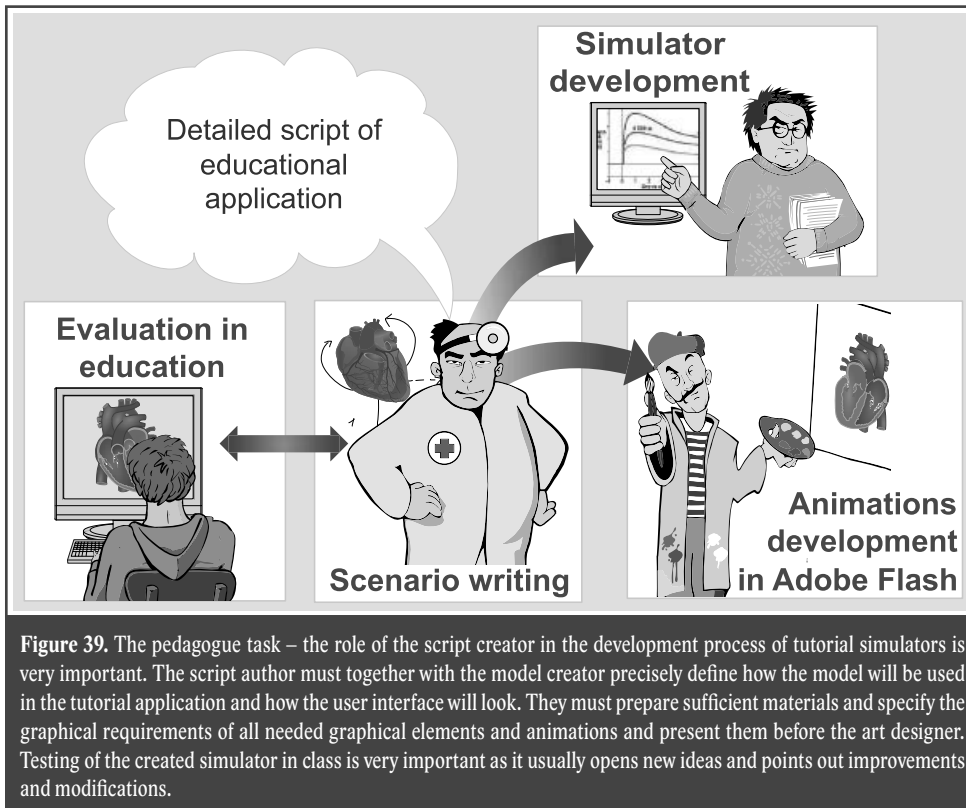 Simulator
development
Detailed script of
educational
application
Evaluation in
education
Scenario writing
Animations
development
in Adobe Flash
Figure 39. The pedagogue task – the role of the script creator in the development process of tutorial simulators is
very important. The script author must together with the model creator precisely define how the model will be used
in the tutorial application and how the user interface will look. They must prepare sufficient materials and specify the
graphical requirements of all needed graphical elements and animations and present them before the art designer.
Testing of the created simulator in class is very important as it usually opens new ideas and points out improvements
and modifications.